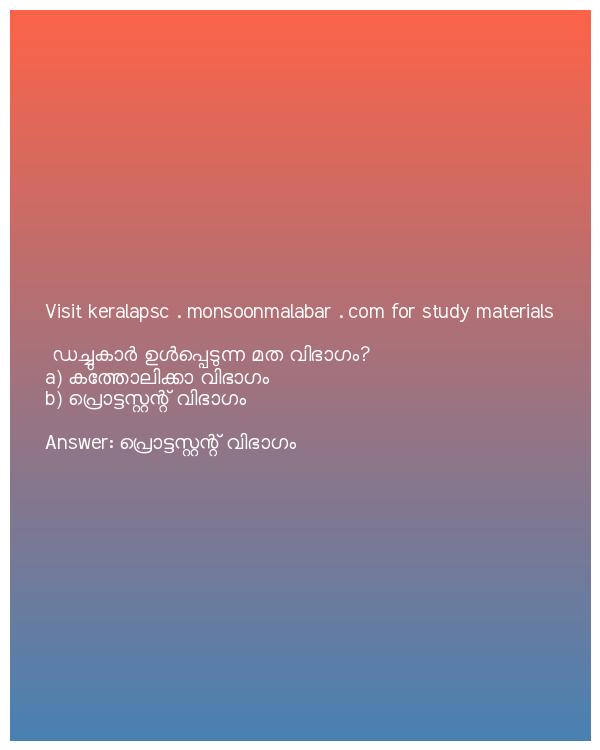 Visit keralapsc . monsoonmalabar . com for study materials
ഡച്ചുകാർ ഉൾപ്പെടുന്ന മത വിഭാഗം?
a) കത്തോലിക്കാ വിഭാഗം
b) പ്രൊട്ടസ്റ്റന്റ് വിഭാഗം
Answer: പ്രൊട്ടസ്റ്റന്റ് വിഭാഗം